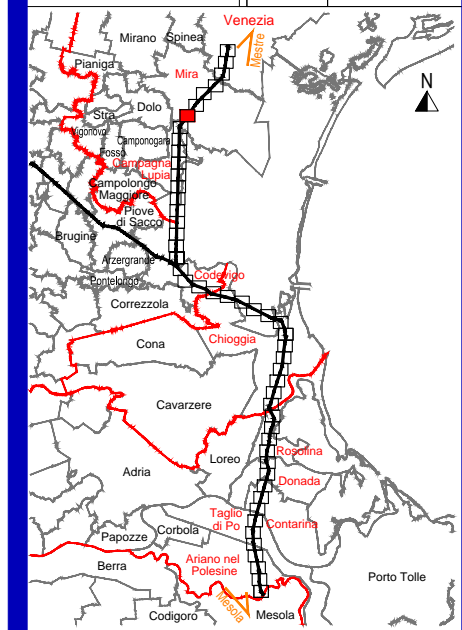 Venezia
Mirano
Spinea
Mestre
Pianiga
Mira
N
Dolo
Stra
Vigonovo
Camponogara
Fosso
Campagna
Lupia
Campolongo
Maggiore
Piove
di Sacco
Brugine
Arzergrande
Codevigo
Pontelongo
Correzzola
Chioggia
Cona
Cavarzere
Rosolina
Loreo
Adria
Donada
Taglio
di Po
Contarina
Corbola
Papozze
Berra
Ariano nel
Polesine
Porto Tolle
Mesola
Mesola
Codigoro